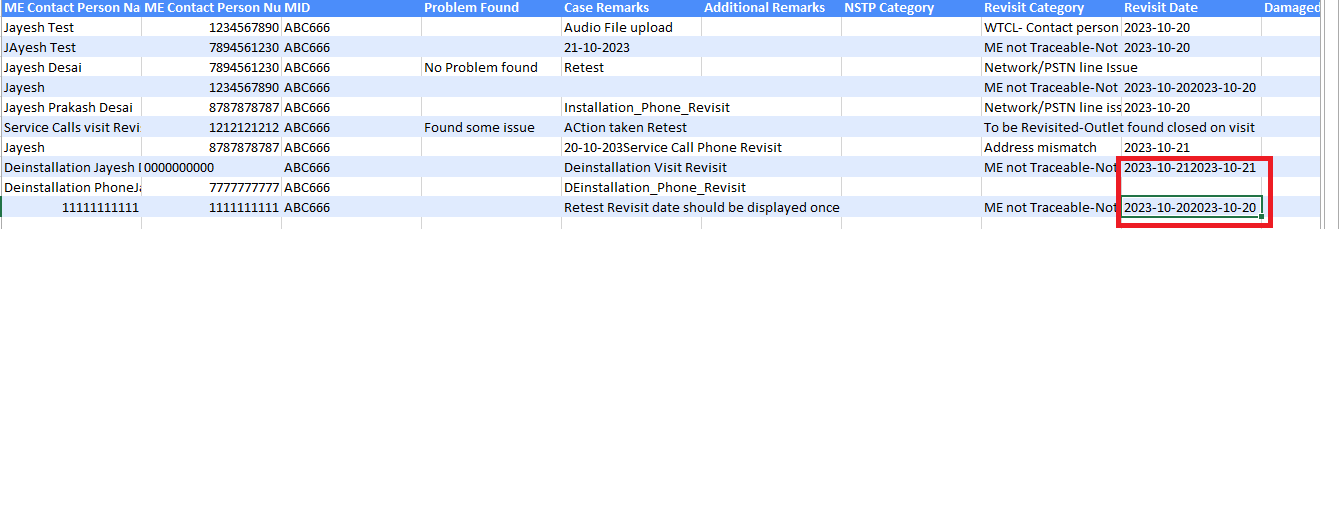 ME Contact Person Na ME Contact Person Nu MID Problem Found Case Remarks Additional Remarks NSTP Category Revisit Category Revisit Date Damaged
Jayesh Test 1234567890 ABC666 Audio File upload WTCL- Contact person 2023-10-20
JAyesh Test 7894561230 ABC666 21-10-2023 ME not Traceable-Not 2023-10-20
Jayesh Desai 7894561230 ABC666 No Problem found Retest Network/PSTN line Issue
Jayesh 1234567890 ABC666 ME not Traceable-Not 2023-10-202023-10-20
Jayesh Prakash Desai 8787878787 ABC666 Installation_Phone_Revisit Network/PSTN line iss 2023-10-20
Service Calls visit Revi 1212121212 ABC666 Found some issue ACtion taken Retest To be Revisited-Outlet found closed on visit
Jayesh 8787878787 ABC666 20-10-203Service Call Phone Revisit Address mismatch 2023-10-21
Deinstallation Jayesh 0000000000 ABC666 Deinstallation Visit Revisit ME not Traceable-Not 2023-10-212023-10-21
Deinstallation PhoneJa 7777777777 ABC666 DEinstallation_Phone_Revisit
11111111111 1111111111 ABC666 Retest Revisit date should be displayed once ME not Traceable-Not 2023-10-202023-10-20